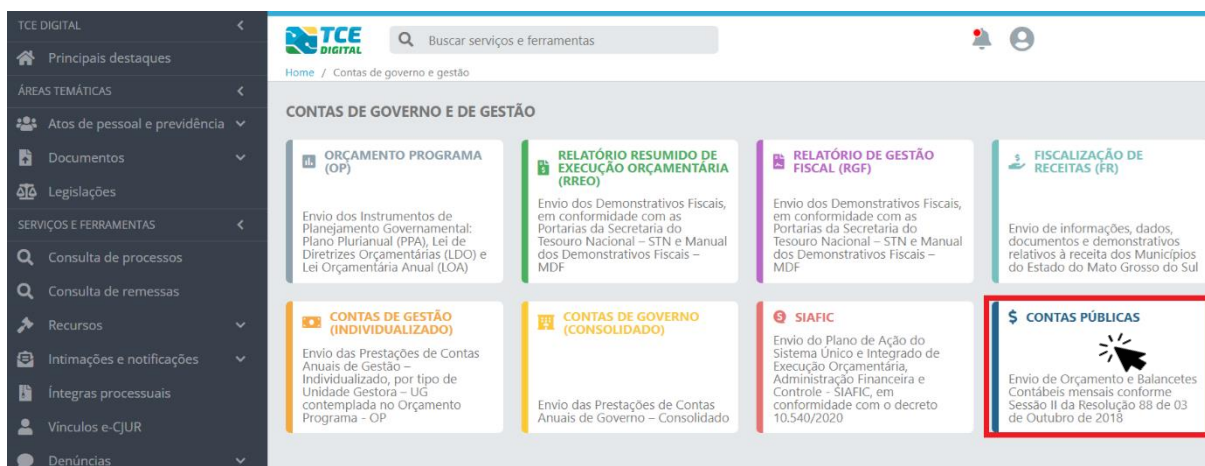 TCE DIGITAL
Principais destaques
ÁREAS TEMÁTICAS
Atos de pessoal e previdência
Documentos
Legislações
SERVIÇOS E FERRAMENTAS
Consulta de processos
Consulta de remessas
Recursos
Intimações e notificações
Íntegras processuais
Vínculos e-CJUR
Denúncias
TCE
DIGITAL
Buscar serviços e ferramentas
Home / Contas de governo e gestão
CONTAS DE GOVERNO E DE GESTÃO
ORÇAMENTO PROGRAMA
(OP)
Envio dos Instrumentos de
Planejamento Governamental:
Plano Plurianual (PPA), Lei de
Diretrizes Orçamentárias (LDO) e
Lei Orçamentária Anual (LOA)
RELATÓRIO RESUMIDO DE
EXECUÇÃO ORÇAMENTÁRIA
(RREO)
Envio dos Demonstrativos Fiscais,
em conformidade com as
Portarias da Secretaria do
Tesouro Nacional – STN e Manual
dos Demonstrativos Fiscais –
MDF
RELATÓRIO DE GESTÃO
FISCAL (RGF)
Envio dos Demonstrativos Fiscais,
em conformidade com as
Portarias da Secretaria do
Tesouro Nacional – STN e Manual
dos Demonstrativos Fiscais –
MDF
FISCALIZAÇÃO DE
RECEITAS (FR)
Envio de informações, dados,
documentos e demonstrativos
relativos à receita dos Municípios
do Estado do Mato Grosso do Sul
CONTAS DE GESTÃO
(INDIVIDUALIZADO)
Envio das Prestações de Contas
Anuais de Gestão –
Individualizado, por tipo de
Unidade Gestora – UG
contemplada no Orçamento
Programa - OP
CONTAS DE GOVERNO
(CONSOLIDADO)
Envio das Prestações de Contas
Anuais de Governo – Consolidado
SIAFIC
Envio do Plano de Ação do
Sistema Único e Integrado de
Execução Orçamentária,
Administração Financeira e
Controle - SIAFIC, em
conformidade com o decreto
10.540/2020
CONTAS PÚBLICAS
Envio de Orçamento e Balancetes
Contábeis mensais conforme
Sessão II da Resolução 88 de 03
de Outubro de 2018